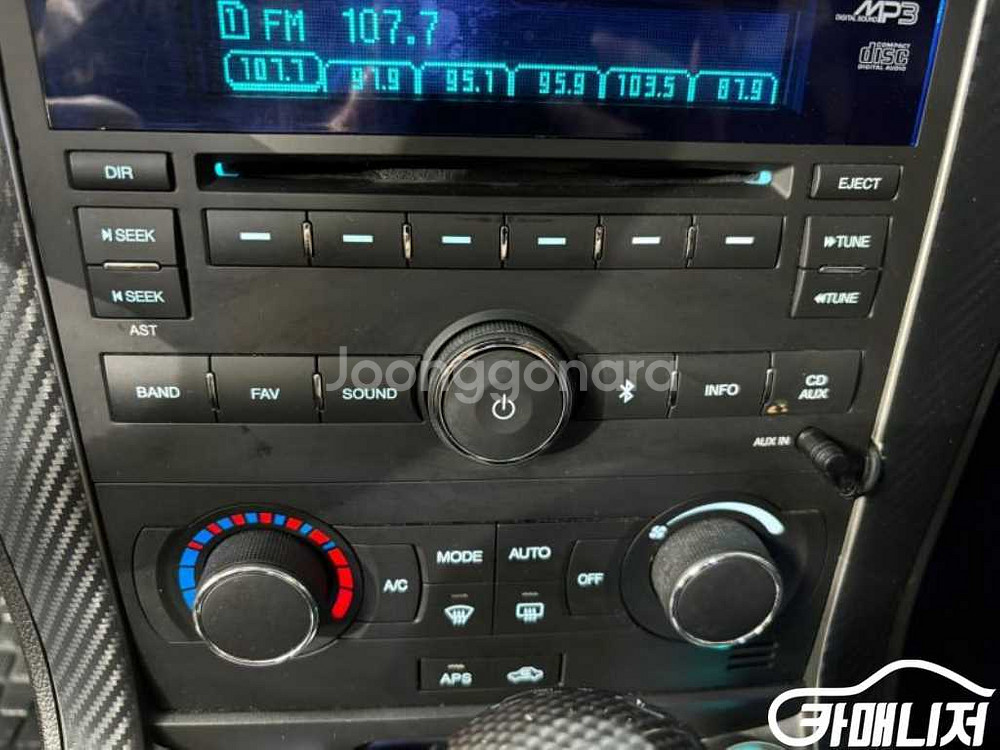 1 FM 107.7
107.7 91.9 95.7 95.9 103.5 87.9
MP3
DIGITAL SOUND
COMPACT
disc
DIGITAL AUDIO
DIR
EJECT
SEEK
TUNE
SEEK
TUNE
AST
BAND
FAV
SOUND
INFO
CD
AUX
Joonggonara
AUX IN
MODE
AUTO
A/C
OFF
APS
카매니저